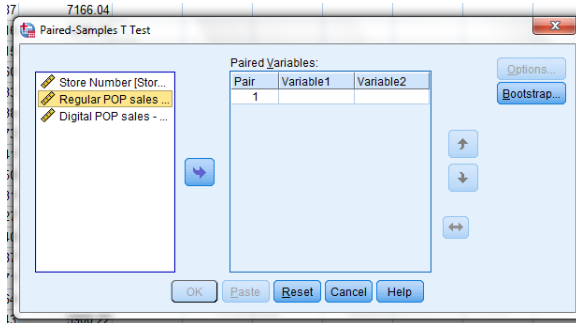 37 7166.04
Paired-Samples T Test
Paired Variables:
Store Number [Stor...
Regular POP sales ...
Digital POP sales - ...
Pair Variable1 Variable2
1
Options...
Bootstrap...
OK Paste Reset Cancel Help